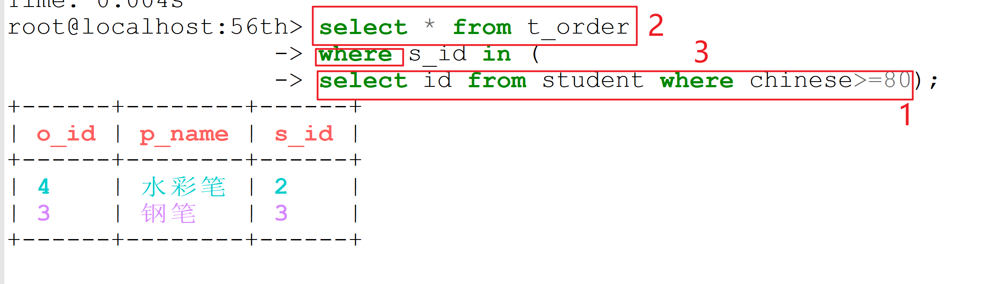 Time: 0.004s
root@localhost:56th> select * from t_order 2
-> where s_id in ( 3
-> select id from student where chinese>=80);
1
+------+--------+------+
| o_id | p_name | s_id |
+------+--------+------+
| 4 | 水彩笔 | 2 |
| 3 | 钢笔 | 3 |
+------+--------+------+